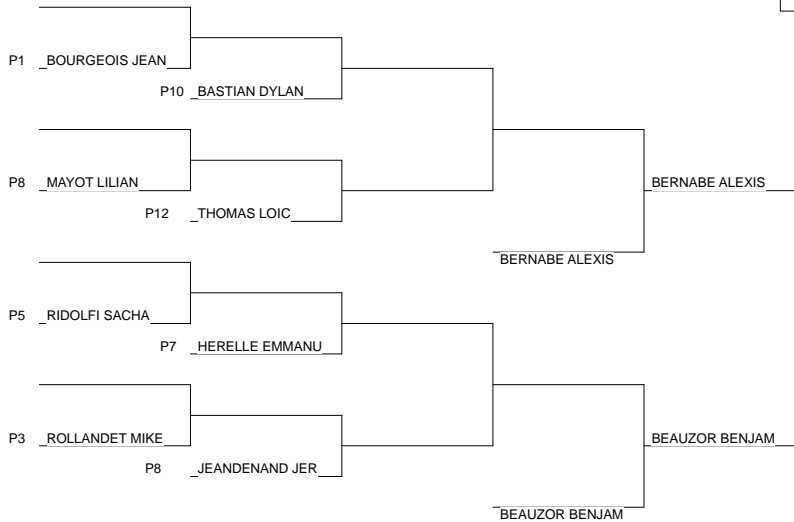 P1 BOURGEOIS JEAN
P10 BASTIAN DYLAN
P8 MAYOT LILIAN
BERNABE ALEXIS
P12 THOMAS LOIC
BERNABE ALEXIS
P5 RIDOLFI SACHA
P7 HERELLE EMMANU
P3 ROLLANDET MIKE
BEAUZOR BENJAM
P8 JEANDENAND JER
BEAUZOR BENJAM